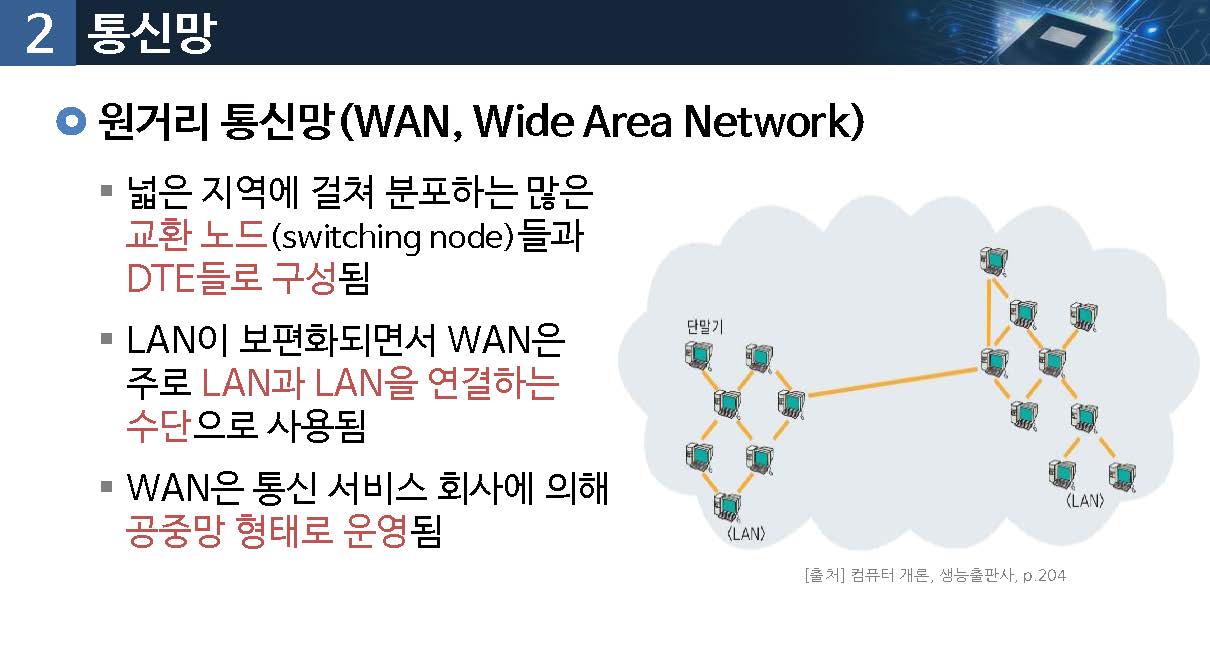 2 통신망
원거리 통신망(WAN, Wide Area Network)
넓은 지역에 걸쳐 분포하는 많은
교환 노드(switching node)들과
DTE들로 구성됨
LAN이 보편화되면서 WAN은
주로 LAN과 LAN을 연결하는
수단으로 사용됨
WAN은 통신 서비스 회사에 의해
공중망 형태로 운영됨
단말기
〈LAN〉
〈LAN〉
[출처] 컴퓨터 개론, 생능출판사, p.204